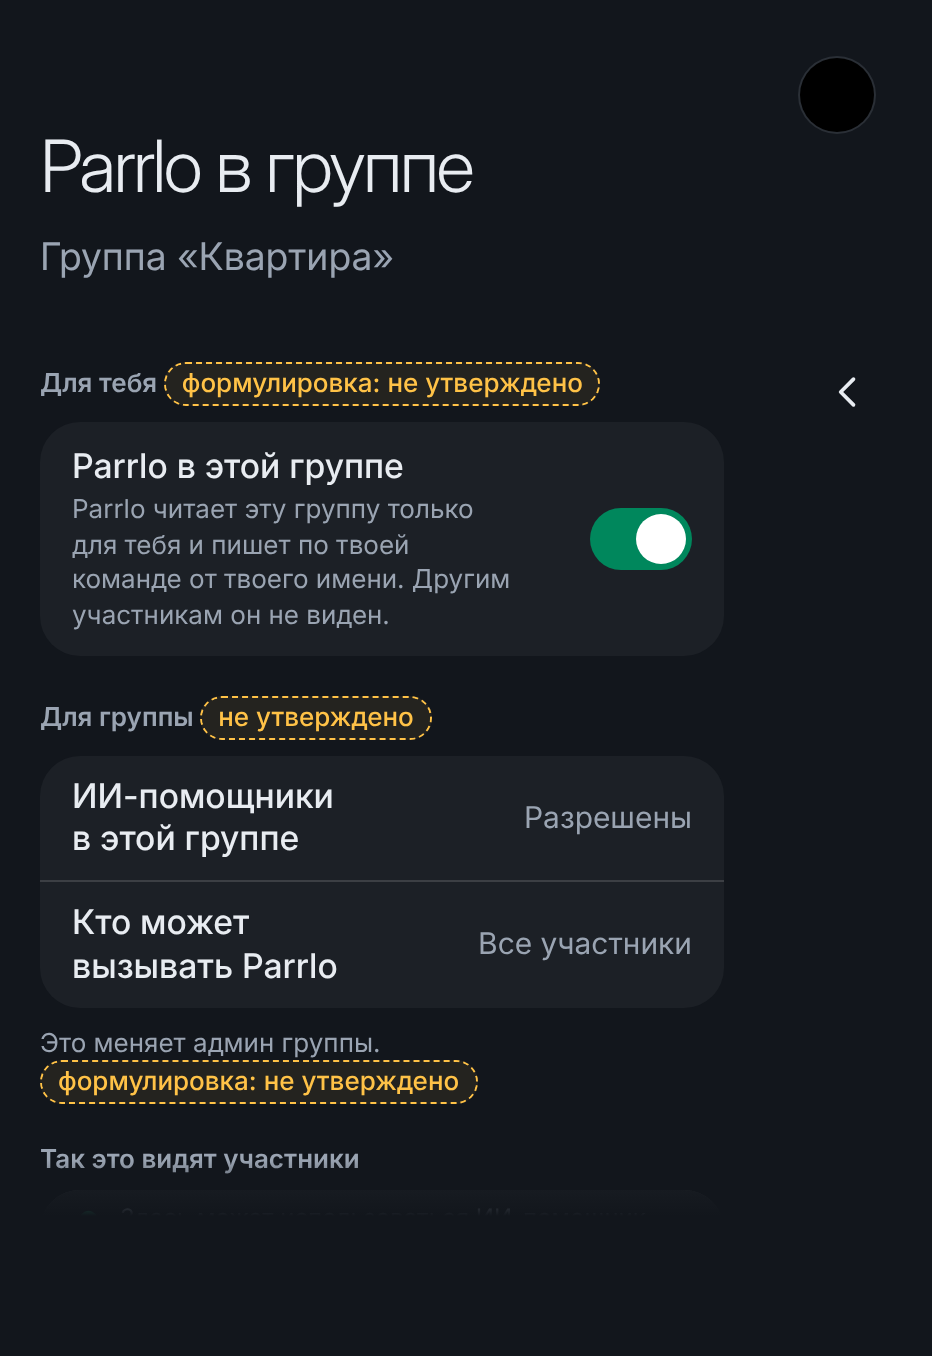 Parrlo в группе
Группа «Квартира»
Для тебя формулировка: не утверждено
Parrlo в этой группе
Parrlo читает эту группу только
для тебя и пишет по твоей
команде от твоего имени. Другим
участникам он не виден.
Для группы не утверждено
ИИ-помощники
в этой группе
Разрешены
Кто может
вызывать Parrlo
Все участники
Это меняет админ группы.
формулировка: не утверждено
Так это видят участники